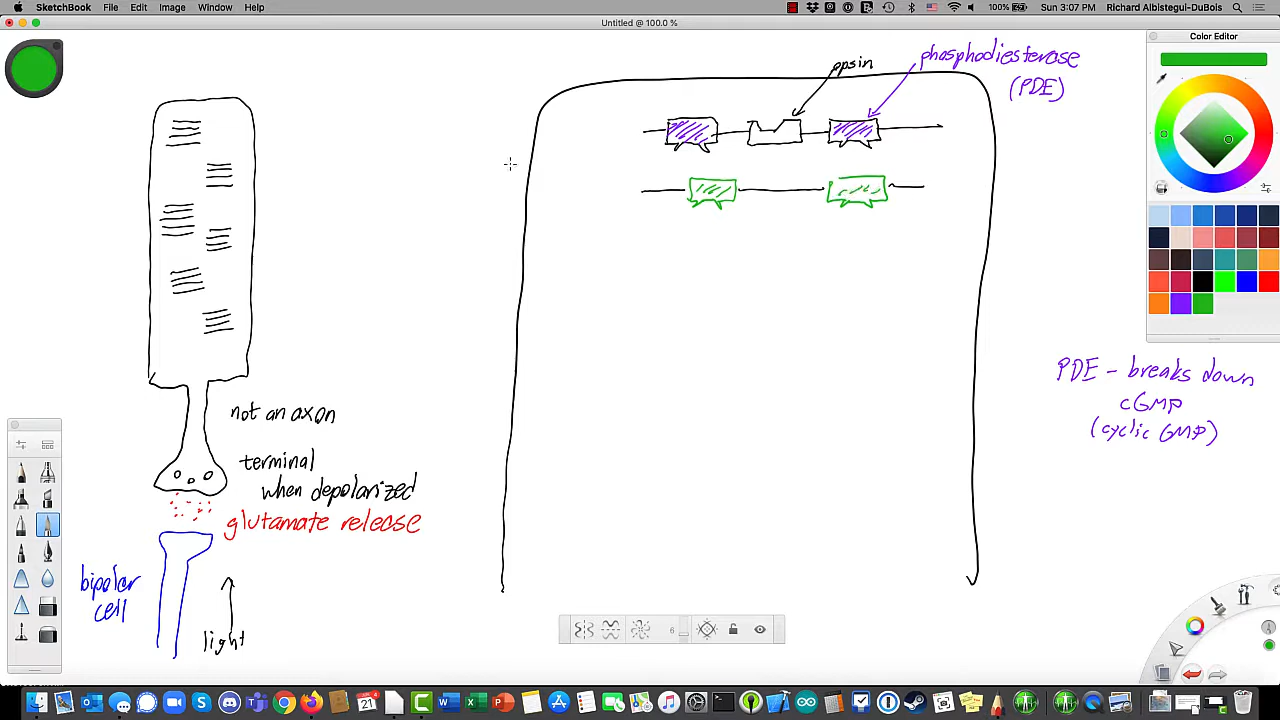 SketchBook File Edit Image Window Help
100% Sun 3:07 PM Richard Albistegui-DuBois
Untitled @ 100.0 %
Color Editor
opsin
phosphodiesterase
(PDE)
PDE - breaks down
cGMP
(cyclic GMP)
not an axon
terminal
when depolarized
glutamate release
bipolar
cell
light
6